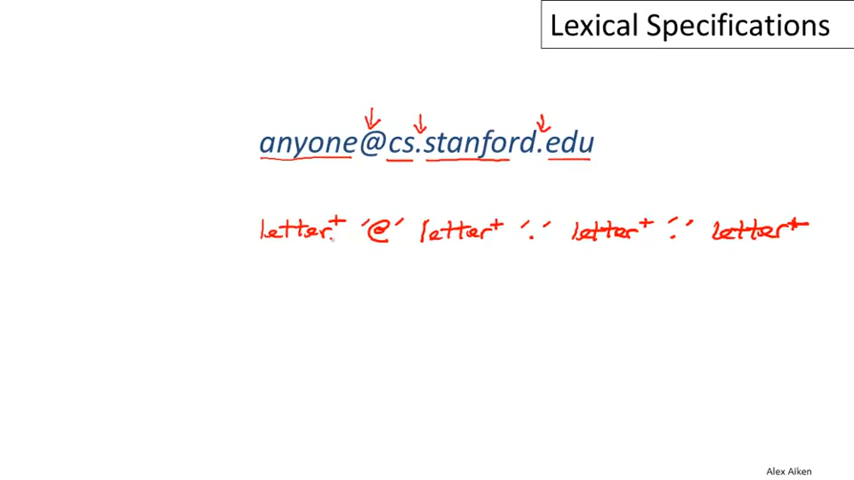 Lexical Specifications
anyone@cs.stanford.edu
letter+ '@' letter+ '.' letter+ '.' letter+
Alex Aiken